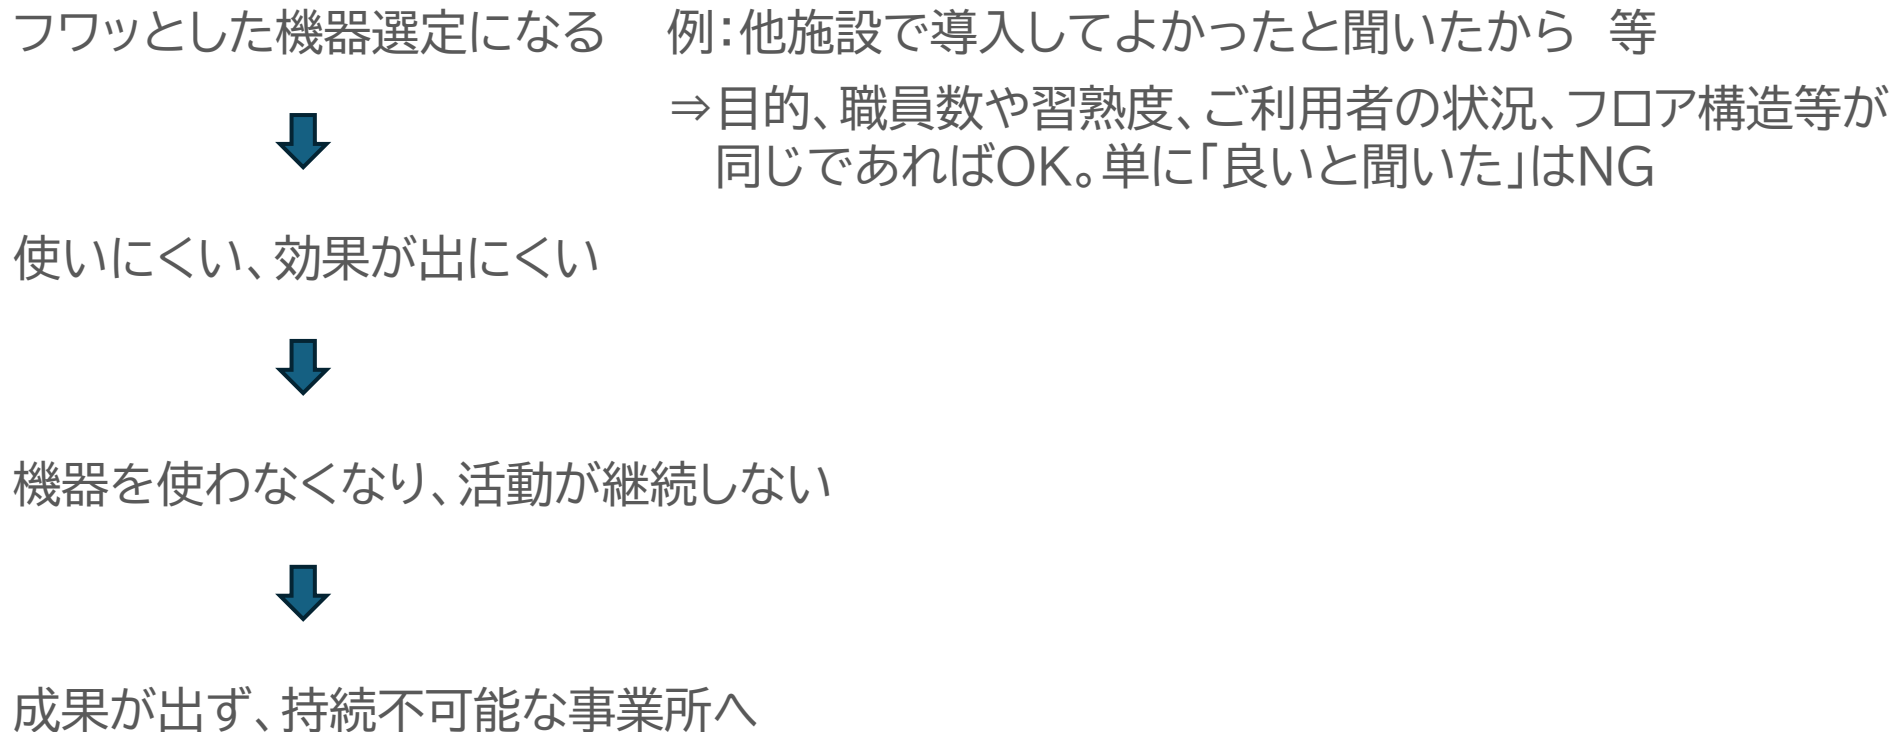 フワッとした機器選定になる　例：他施設で導入してよかったと聞いたから　等
⇒目的、職員数や習熟度、ご利用者の状況、フロア構造等が
同じであればOK。単に「良いと聞いた」はNG
使いにくい、効果が出にくい
機器を使わなくなり、活動が継続しない
成果が出ず、持続不可能な事業所へ